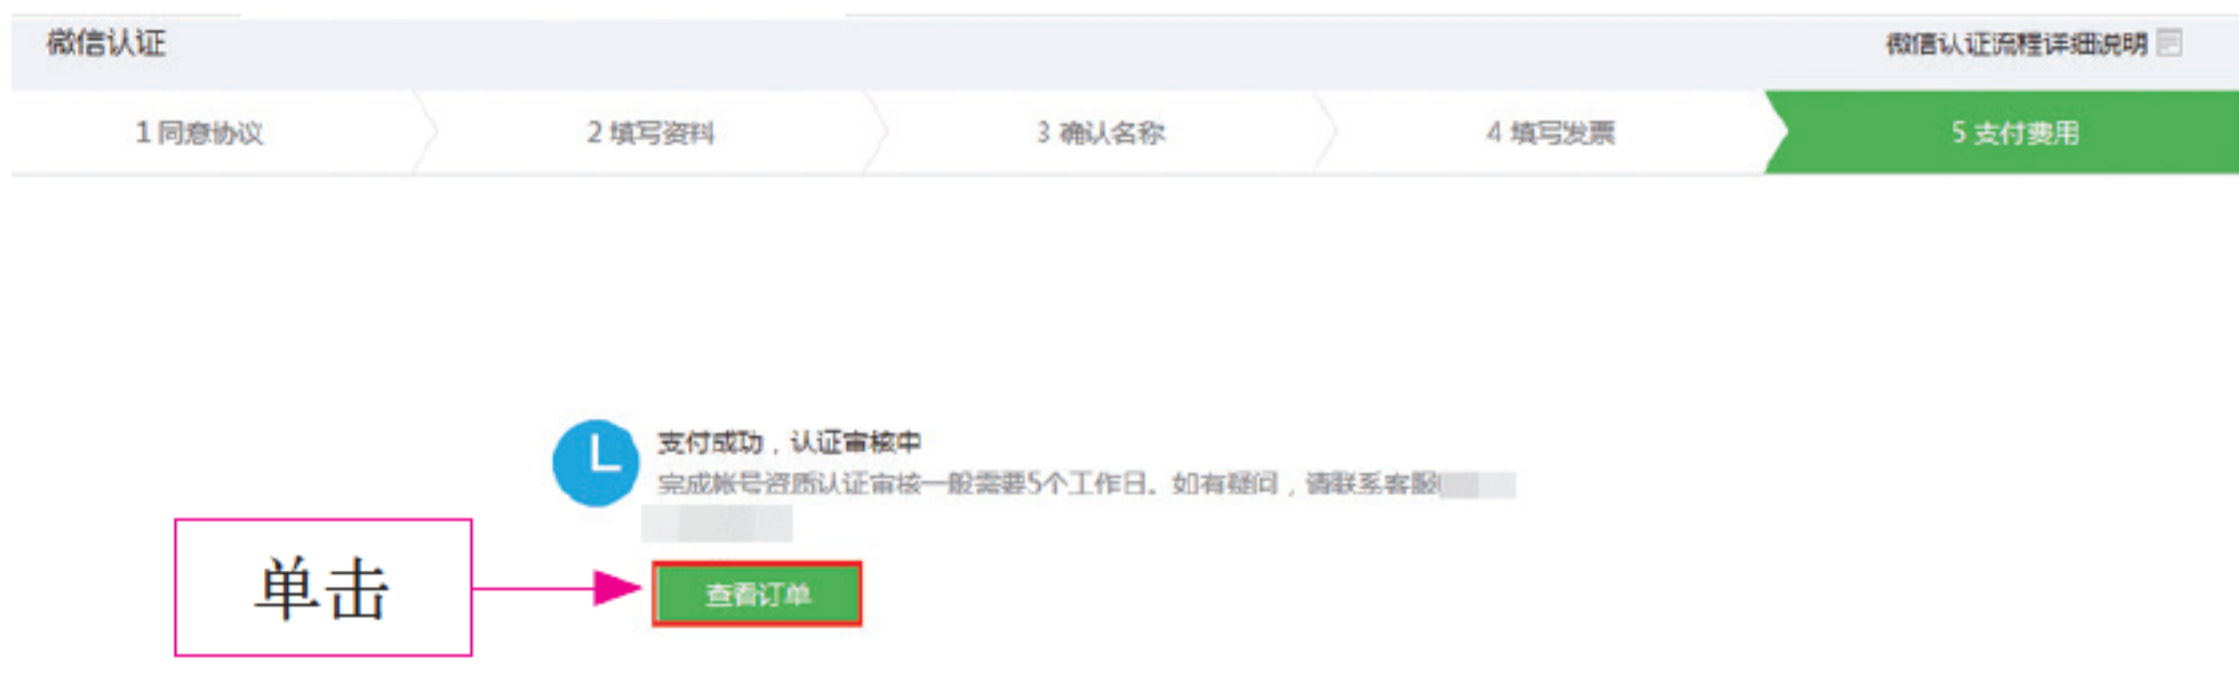 微信认证
微信认证流程详细说明
1 同意协议
2 填写资料
3 确认名称
4 填写发票
5 支付费用
支付成功，认证审核中
完成帐号资质认证审核一般需要5个工作日。如有疑问，请联系客服
单击
查看订单